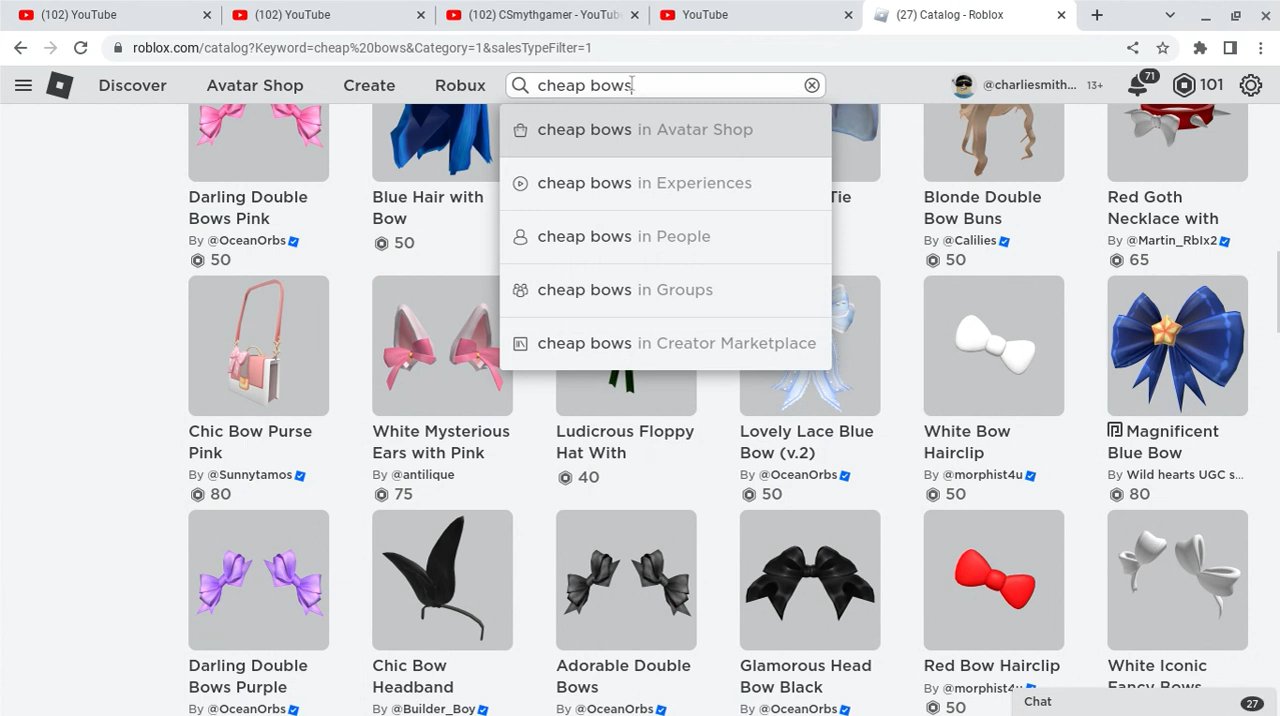 (102) YouTube
(102) YouTube
(102) CSmythgamer - YouTube
YouTube
(27) Catalog - Roblox
roblox.com/catalog?Keyword=cheap%20bows&Category=1&salesTypeFilter=1
Discover
Avatar Shop
Create
Robux
cheap bows
@charliesmith... 13+
71
101
cheap bows in Avatar Shop
cheap bows in Experiences
cheap bows in People
cheap bows in Groups
cheap bows in Creator Marketplace
Darling Double
Bows Pink
By @OceanOrbs
50
Blue Hair with
Bow
50
Tie
Blonde Double
Bow Buns
By @Calilies
50
Red Goth
Necklace with
By @Martin_Rblx2
65
Chic Bow Purse
Pink
By @Sunnytamos
80
White Mysterious
Ears with Pink
By @antilique
75
Ludicrous Floppy
Hat With
40
Lovely Lace Blue
Bow (v.2)
By @OceanOrbs
50
White Bow
Hairclip
By @morphist4u
50
Magnificent
Blue Bow
By Wild hearts UGC s...
80
Darling Double
Bows Purple
By @OceanOrbs
Chic Bow
Headband
By @Builder_Boy
Adorable Double
Bows
By @OceanOrbs
Glamorous Head
Bow Black
By @OceanOrbs
Red Bow Hairclip
By @morphist4u
50
White Iconic
Fancy Bows
Chat
27